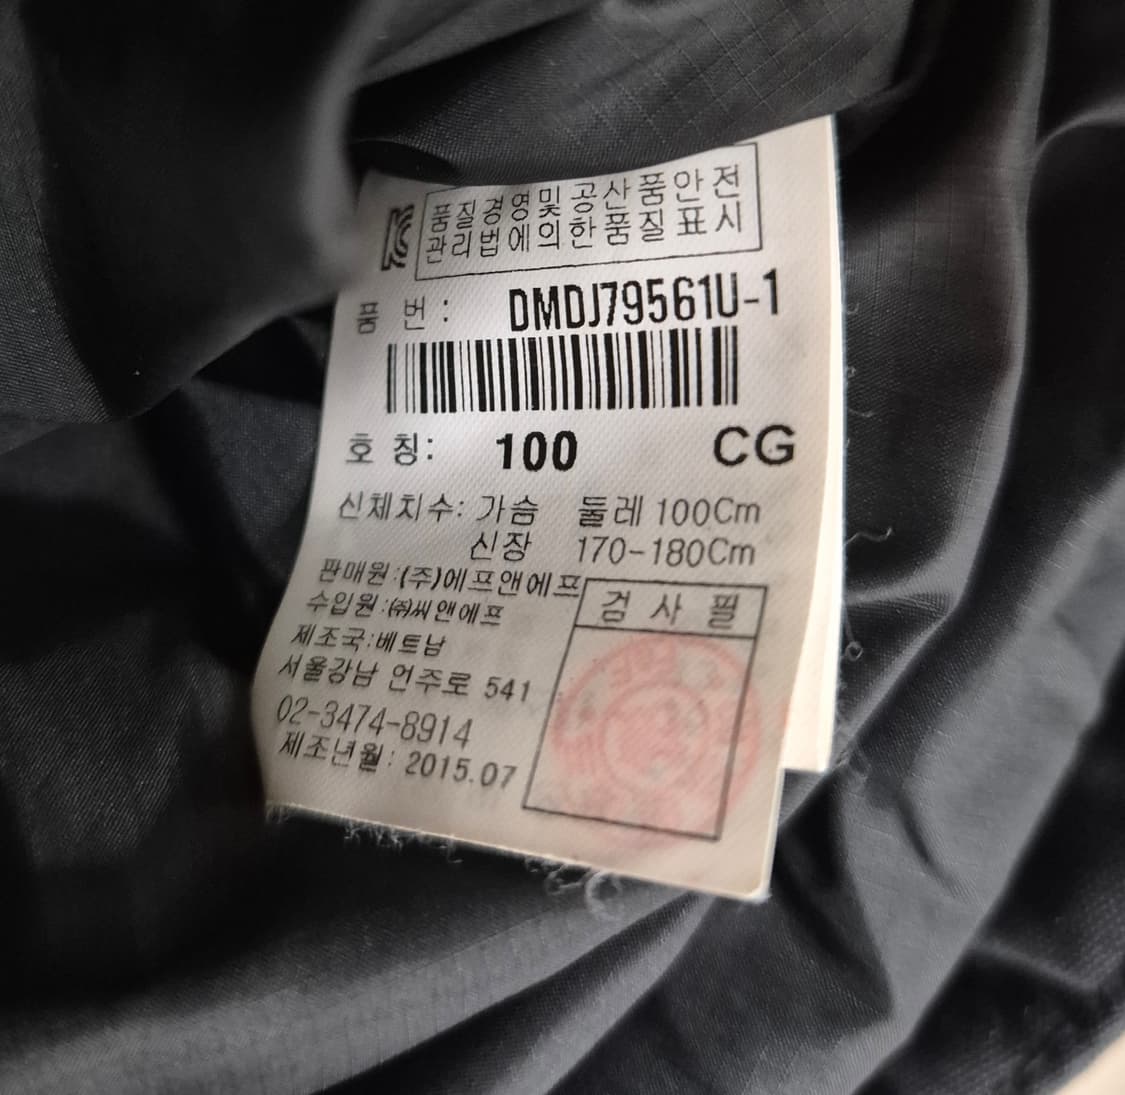 품질경영및공산품안전
관리법에의한품질표시
품 번: DMDJ79561U-1
호 칭: 100 CG
신체치수: 가슴 둘레 100Cm
신장 170-180Cm
판매원:(주)에프앤에프
수입원:㈜씨앤에프
제조국:베트남
서울강남 언주로 541
02-3474-8914
제조년월: 2015.07
검 사 필